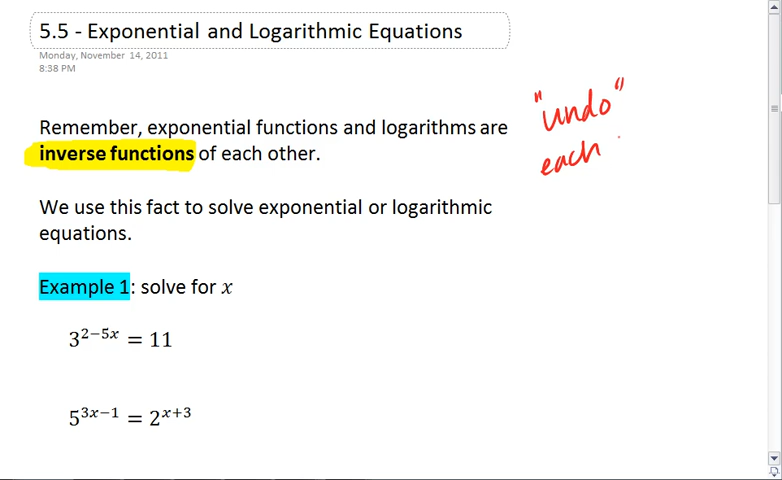 5.5 - Exponential and Logarithmic Equations
Monday, November 14, 2011
8:38 PM
Remember, exponential functions and logarithms are
inverse functions of each other.
"undo"
each
We use this fact to solve exponential or logarithmic
equations.
Example 1: solve for x
3^{2−5x} = 11
5^{3x−1} = 2^{x+3}